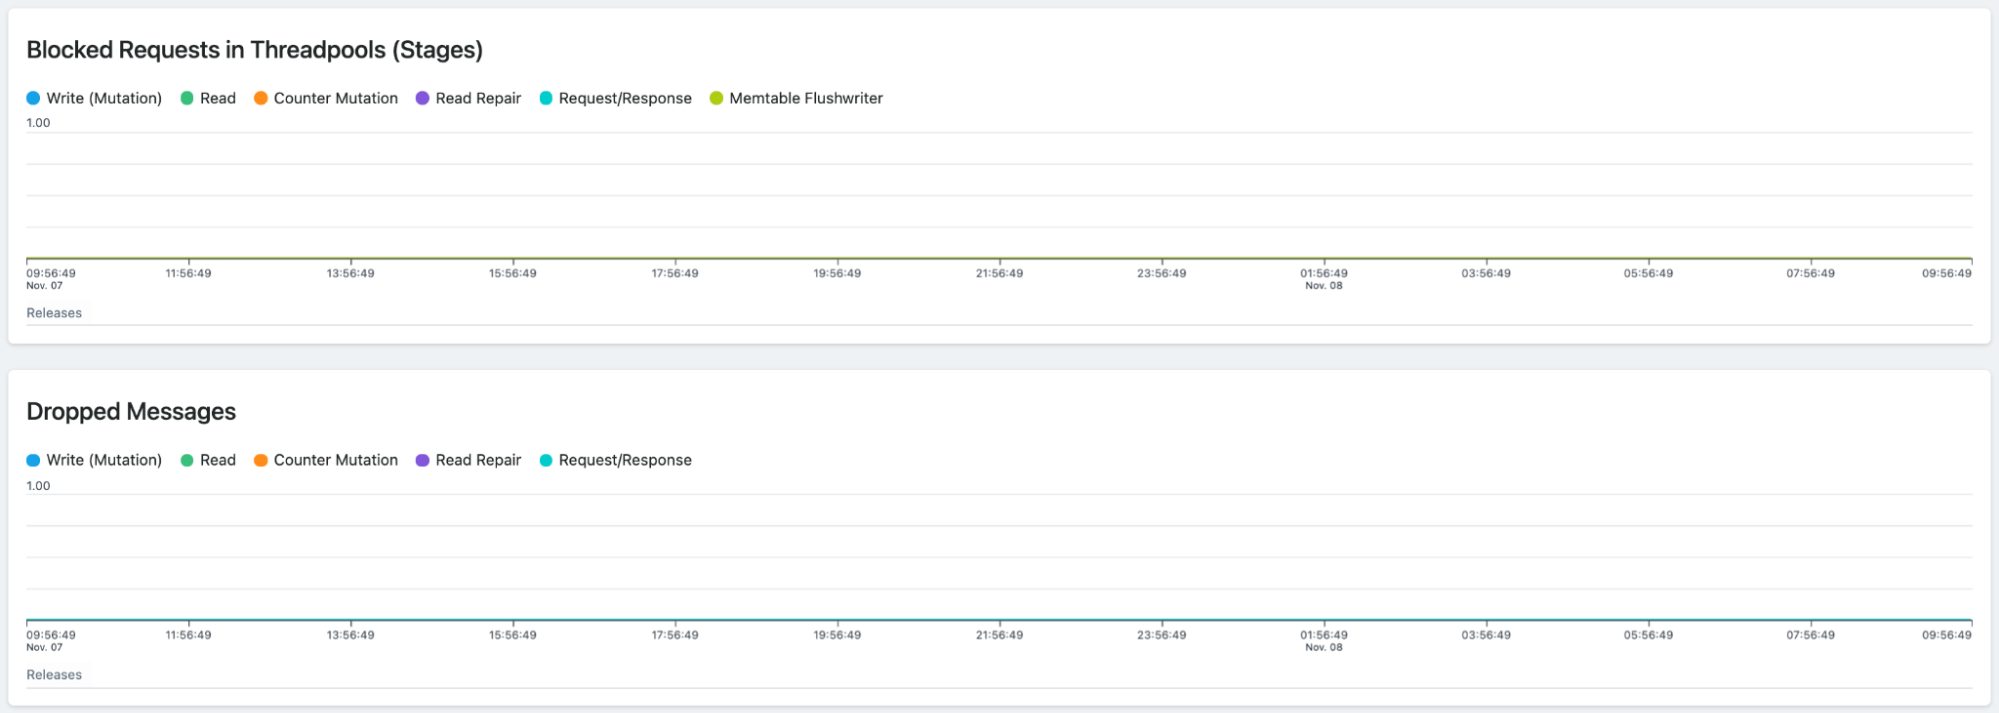 Blocked Requests in Threadpools (Stages)
Write (Mutation) Read Counter Mutation Read Repair Request/Response Memtable Flushwriter
1.00
09:56:49 11:56:49 13:56:49 15:56:49 17:56:49 19:56:49 21:56:49 23:56:49 01:56:49 03:56:49 05:56:49 07:56:49 09:56:49
Nov. 07 Nov. 08
Releases
Dropped Messages
Write (Mutation) Read Counter Mutation Read Repair Request/Response
1.00
09:56:49 11:56:49 13:56:49 15:56:49 17:56:49 19:56:49 21:56:49 23:56:49 01:56:49 03:56:49 05:56:49 07:56:49 09:56:49
Nov. 07 Nov. 08
Releases